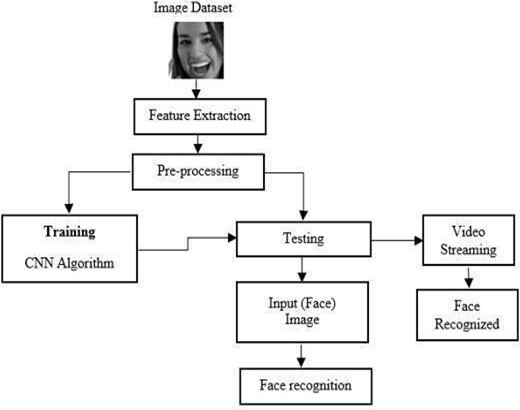 Image Dataset
Feature Extraction
Pre-processing
Training
CNN Algorithm
Testing
Video
Streaming
Input (Face)
Image
Face
Recognized
Face recognition